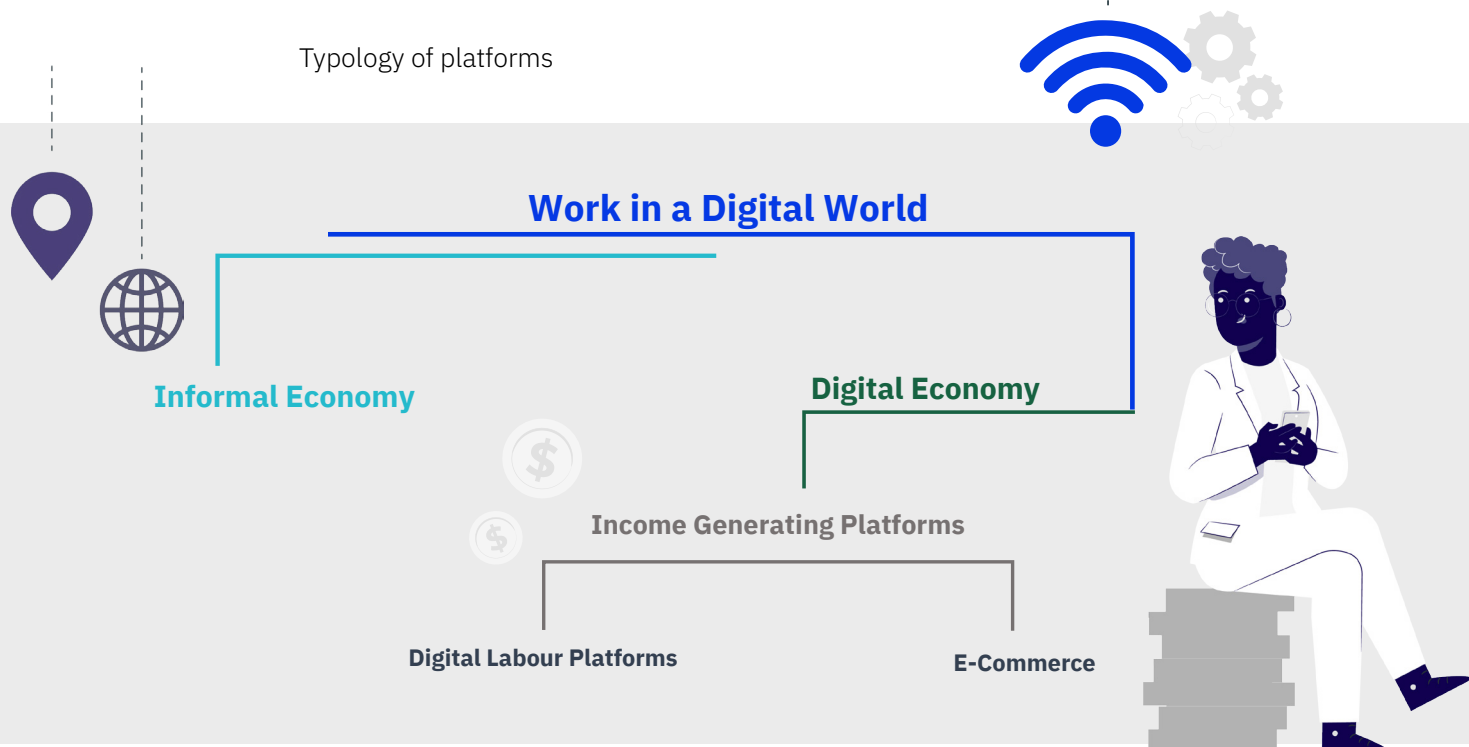 Typology of platforms
Work in a Digital World
Informal Economy
Digital Economy
Income Generating Platforms
Digital Labour Platforms
E-Commerce